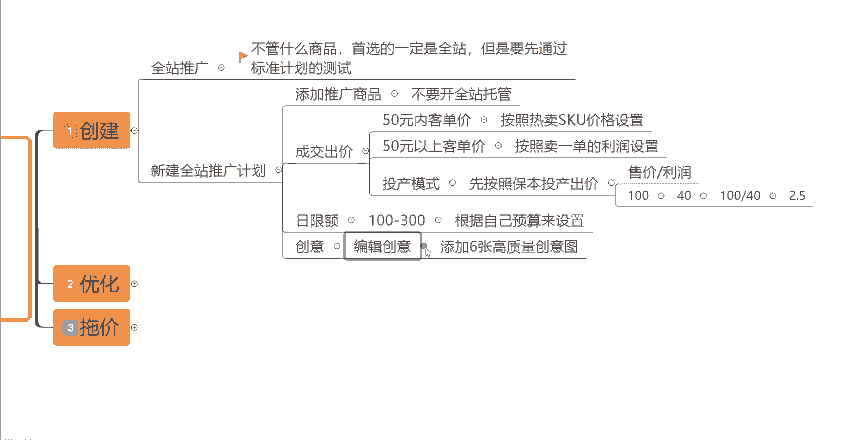 1 创建
全站推广
不管什么商品，首选的一定是全站，但是要先通过
标准计划的测试
新建全站推广计划
添加推广商品
不要开全站托管
成交出价
50元内客单价
按照热卖SKU价格设置
50元以上客单价
按照卖一单的利润设置
投产模式
先按照保本投产出价
售价/利润
100
40
100/40
2.5
日限额
100-300
根据自己预算来设置
创意
编辑创意
添加6张高质量创意图
2 优化
3 拖价